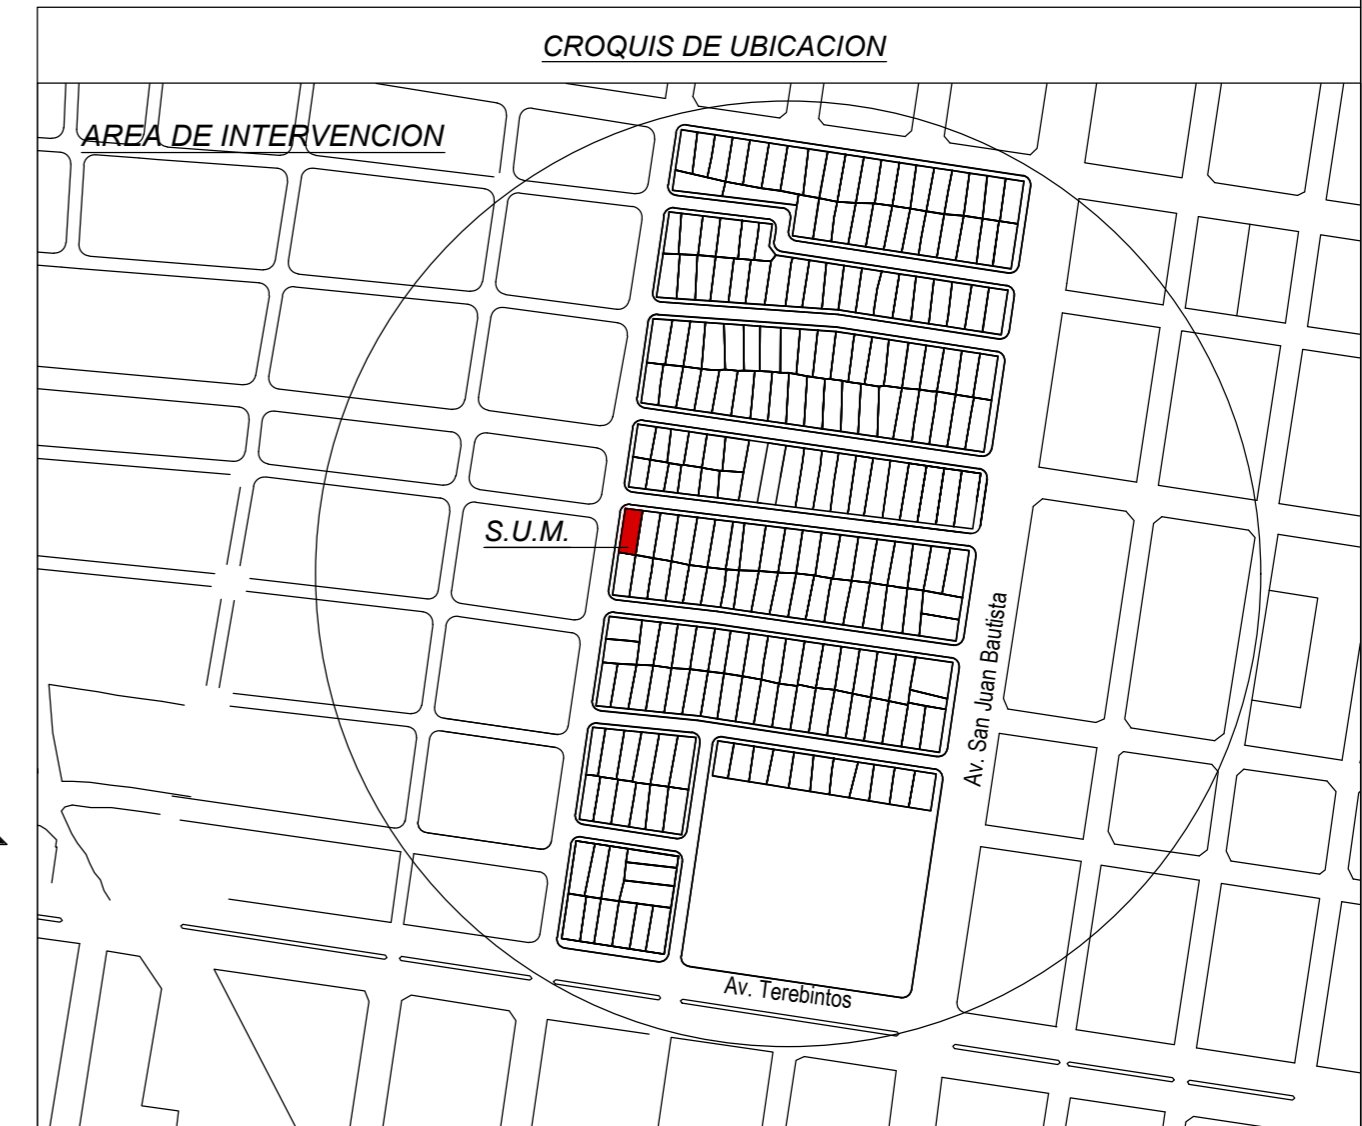 CROQUIS DE UBICACION
AREA DE INTERVENCION
S.U.M.
Av. San Juan Bautista
Av. Terebintos